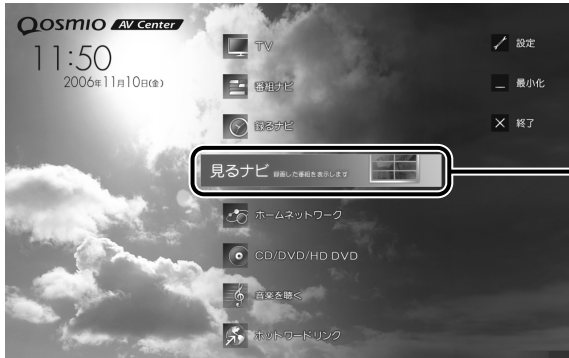 Qosmio AV Center
11:50
2006年11月10日(金)
TV
番組ナビ
録るナビ
見るナビ 録画した番組を表示します
ホームネットワーク
CD/DVD/HD DVD
音楽を聴く
ホットワードリンク
設定
最小化
終了